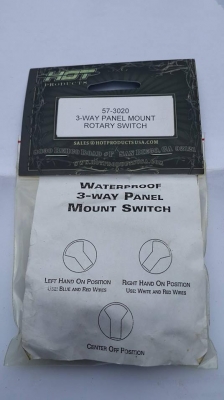 HOT
PRODUCTS
57-3020
3-WAY PANEL MOUNT
ROTARY SWITCH
SALES@HOTPRODUCTSUSA.COM
WATERPROOF
3-WAY PANEL
MOUNT SWITCH
LEFT HAND ON POSITION
USE: BLUE AND RED WIRES
RIGHT HAND ON POSITION
USE: WHITE AND RED WIRES
CENTER OFF POSITION